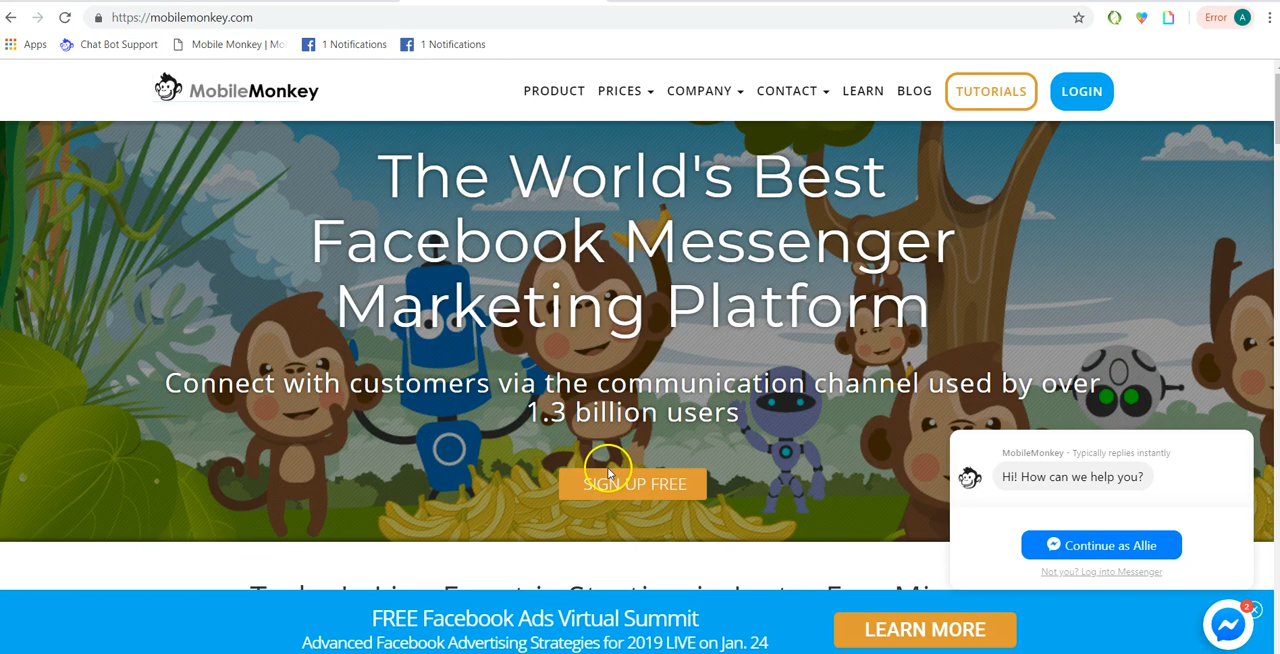 https://mobilemonkey.com
Error A
Apps Chat Bot Support Mobile Monkey | Mo 1 Notifications 1 Notifications
MobileMonkey
PRODUCT PRICES COMPANY CONTACT LEARN BLOG TUTORIALS LOGIN
The World's Best
Facebook Messenger
Marketing Platform
Connect with customers via the communication channel used by over
1.3 billion users
SIGN UP FREE
MobileMonkey · Typically replies instantly
Hi! How can we help you?
Continue as Allie
Not you? Log into Messenger
FREE Facebook Ads Virtual Summit
Advanced Facebook Advertising Strategies for 2019 LIVE on Jan. 24
LEARN MORE
2